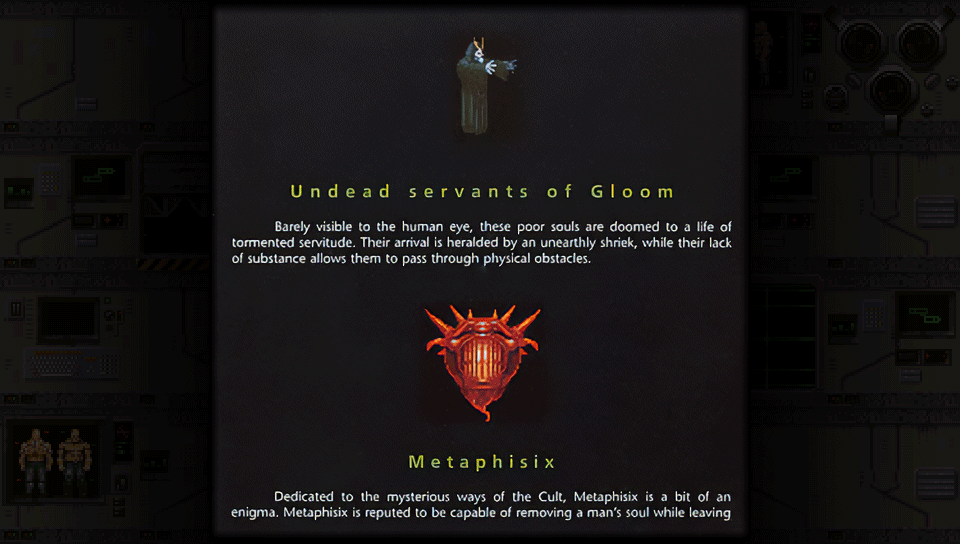 Undead servants of Gloom
Barely visible to the human eye, these poor souls are doomed to a life of
tormented servitude. Their arrival is heralded by an unearthly shriek, while their lack
of substance allows them to pass through physical obstacles.
Metaphisix
Dedicated to the mysterious ways of the Cult, Metaphisix is a bit of an
enigma. Metaphisix is reputed to be capable of removing a man's soul while leaving